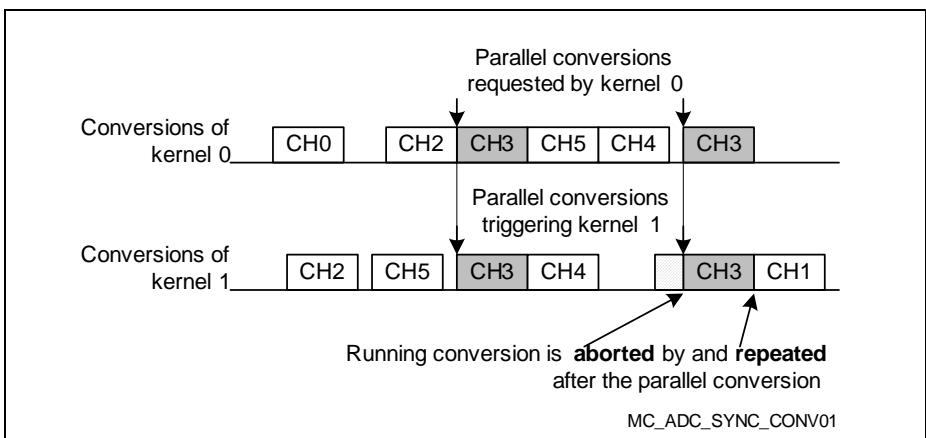 Parallel conversions
requested by kernel 0
Conversions of
kernel 0
CH0 CH2 CH3 CH5 CH4 CH3
Parallel conversions
triggering kernel 1
Conversions of
kernel 1
CH2 CH5 CH3 CH4 CH3 CH1
Running conversion is aborted by and repeated
after the parallel conversion
MC_ADC_SYNC_CONV01